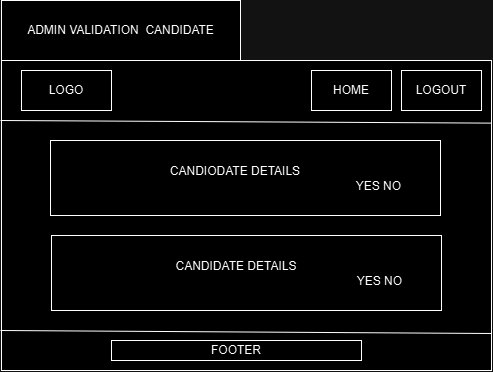 ADMIN VALIDATION  CANDIDATE
LOGO
HOME
LOGOUT
CANDIODATE DETAILS
YES NO
CANDIDATE DETAILS
YES NO
FOOTER